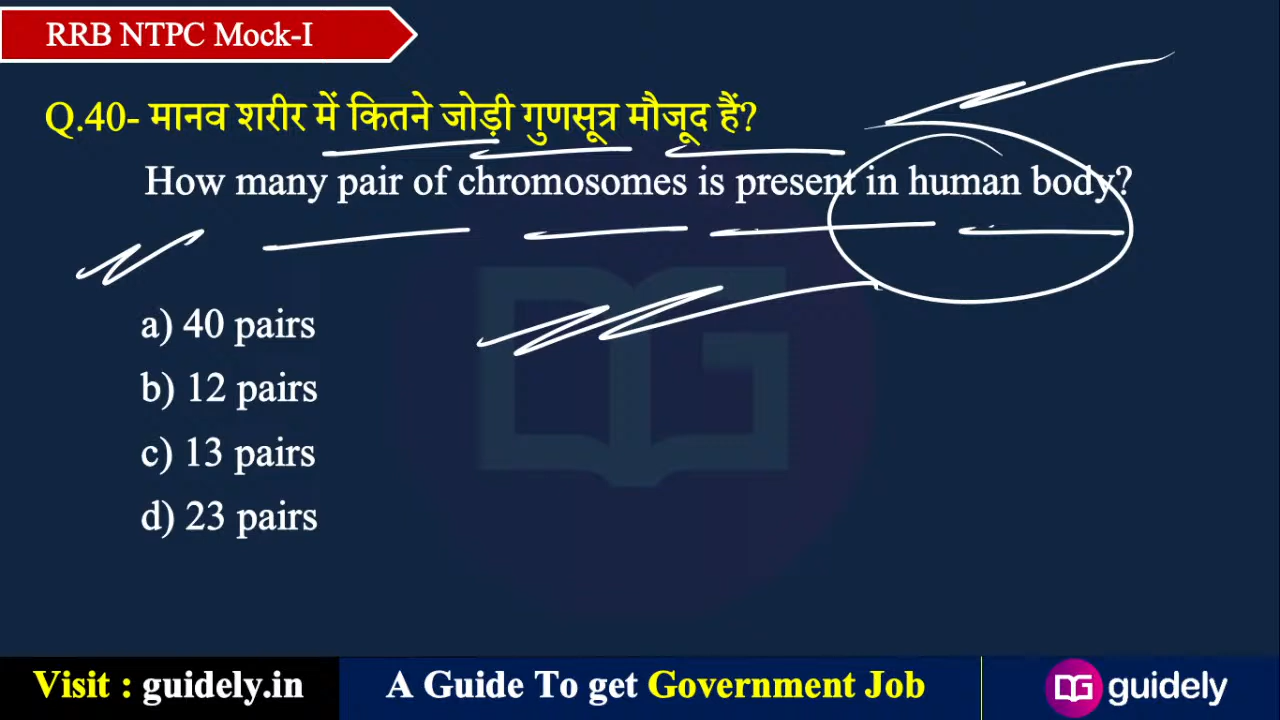 RRB NTPC Mock-I
Q.40- मानव शरीर में कितने जोड़ी गुणसूत्र मौजूद हैं?
How many pair of chromosomes is present in human body?
a) 40 pairs
b) 12 pairs
c) 13 pairs
d) 23 pairs
Visit : guidely.in
A Guide To get Government Job
DG guidely